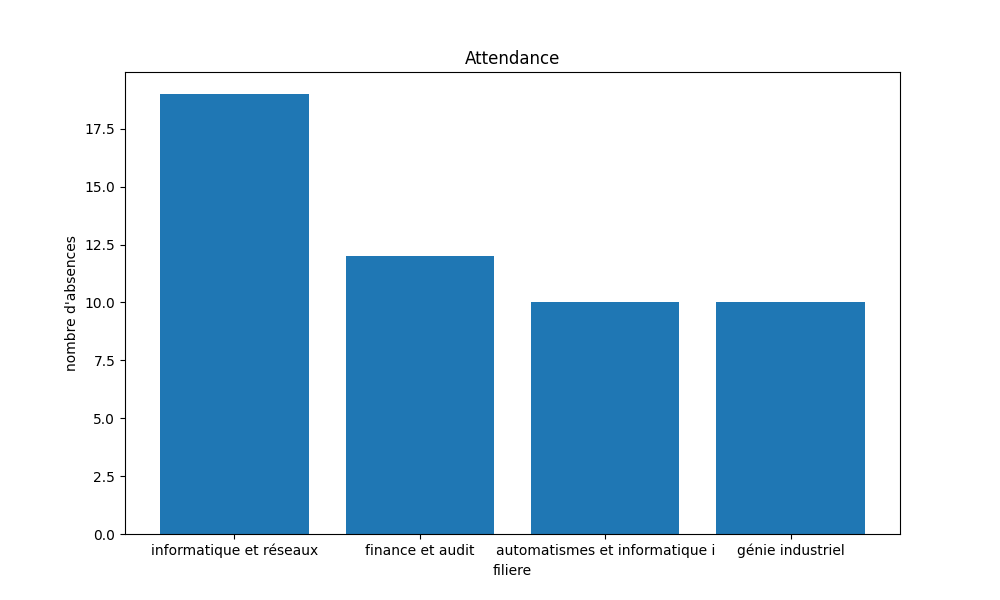 Attendance
nombre d'absences
17.5
15.0
12.5
10.0
7.5
5.0
2.5
0.0
informatique et réseaux finance et audit automatismes et informatique i génie industriel
filiere